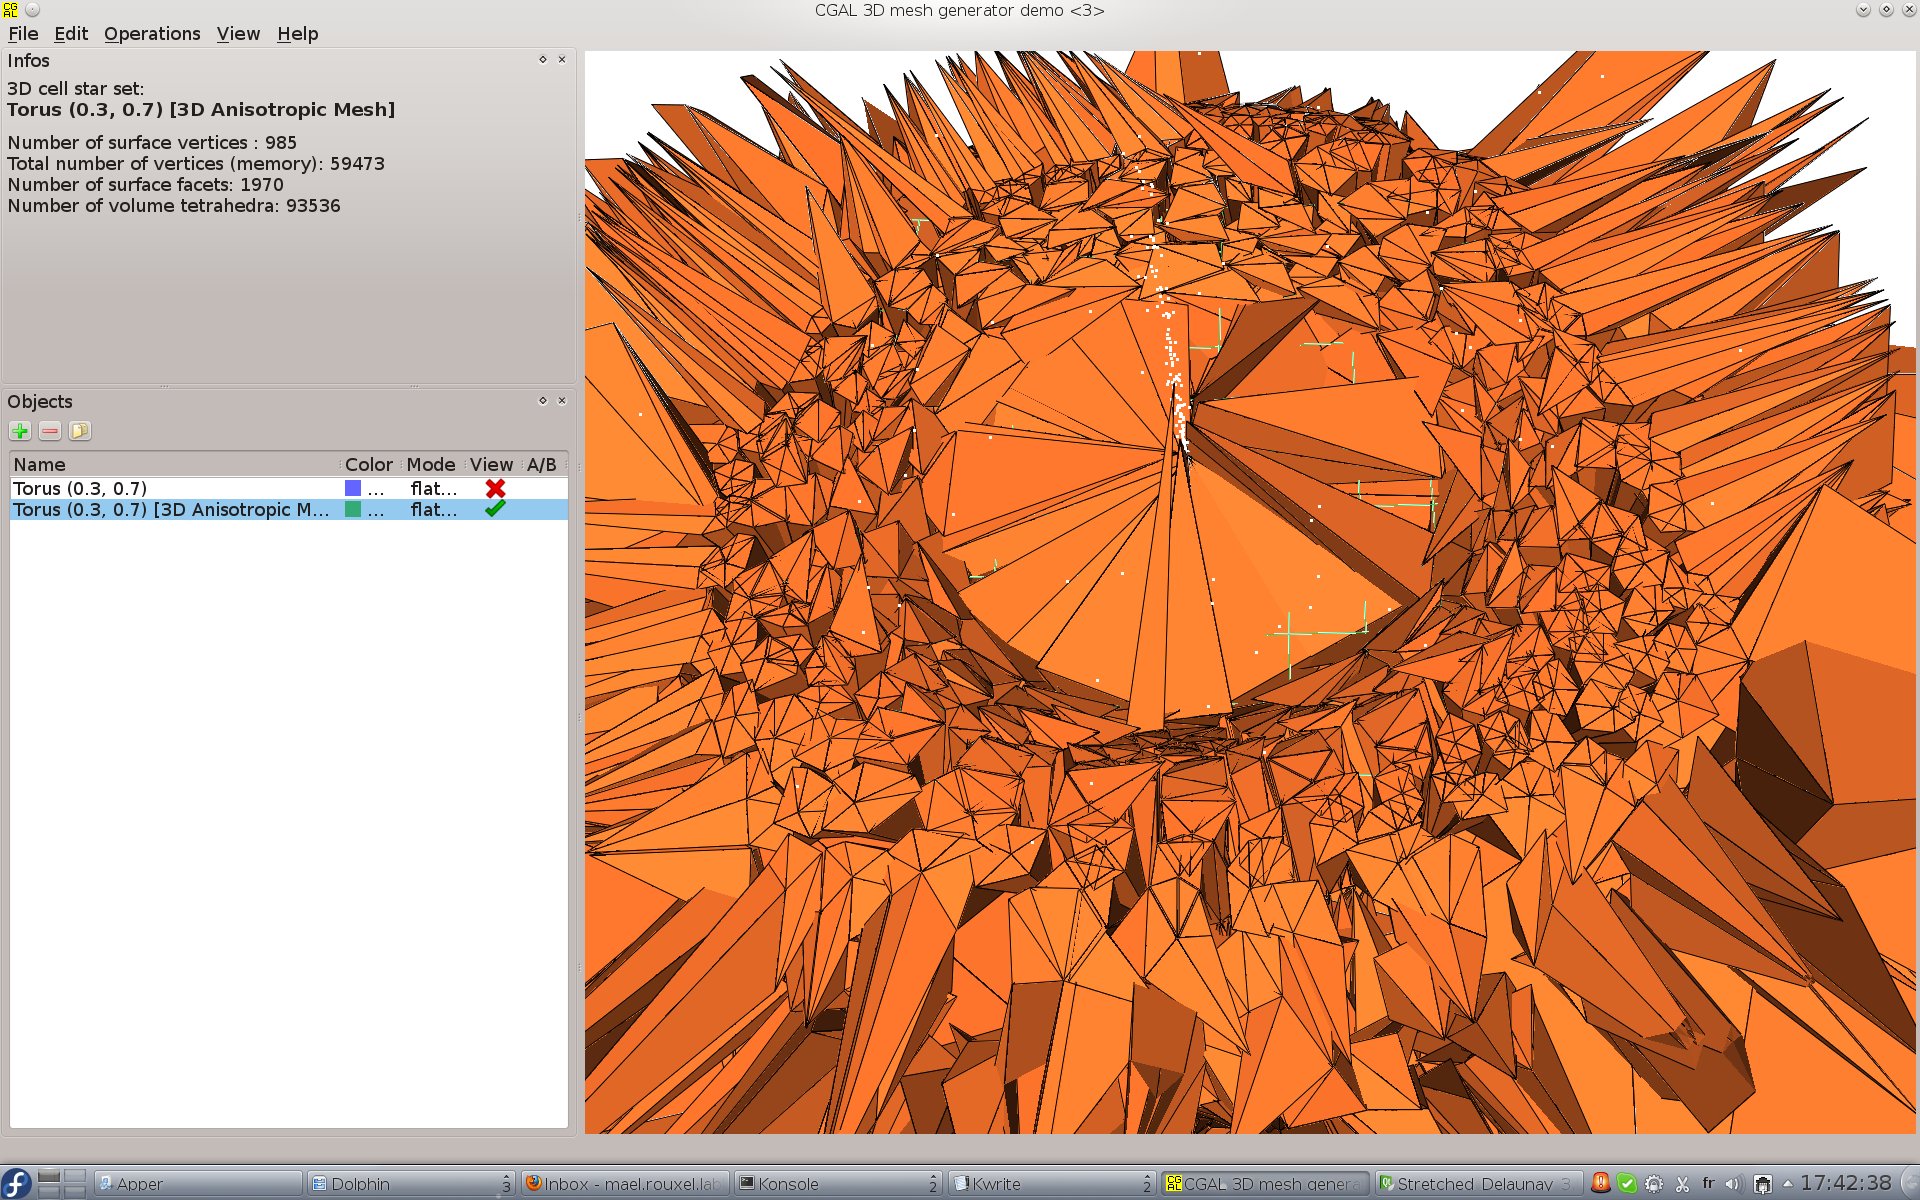 CGAL 3D mesh generator demo <3>
File Edit Operations View Help
Infos
3D cell star set:
Torus (0.3, 0.7) [3D Anisotropic Mesh]
Number of surface vertices : 985
Total number of vertices (memory): 59473
Number of surface facets: 1970
Number of volume tetrahedra: 93536
Objects
Name Color Mode View A/B
Torus (0.3, 0.7) ... flat...
Torus (0.3, 0.7) [3D Anisotropic M... ... flat...
Apper Dolphin 3 Inbox - mael.rouxel.lab Konsole 2 Kwrite 2 CGAL 3D mesh genera Stretched_Delaunay_3 fr 17:42:38